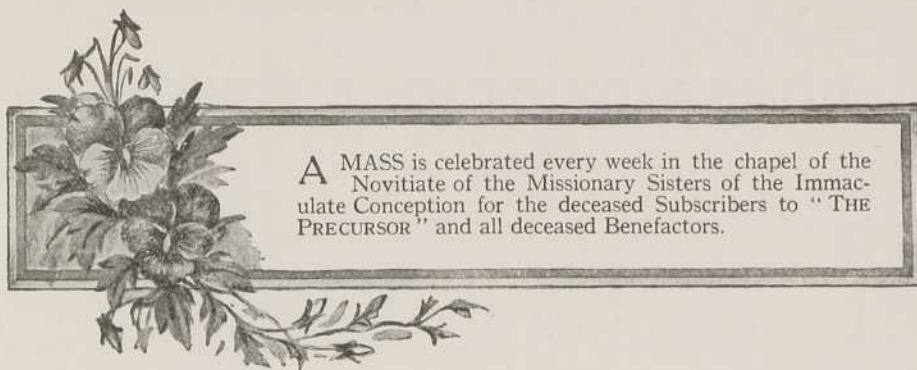 A MASS is celebrated every week in the chapel of the
Novitiate of the Missionary Sisters of the Immac-
ulate Conception for the deceased Subscribers to “ THE
PRECURSOR ” and all deceased Benefactors.